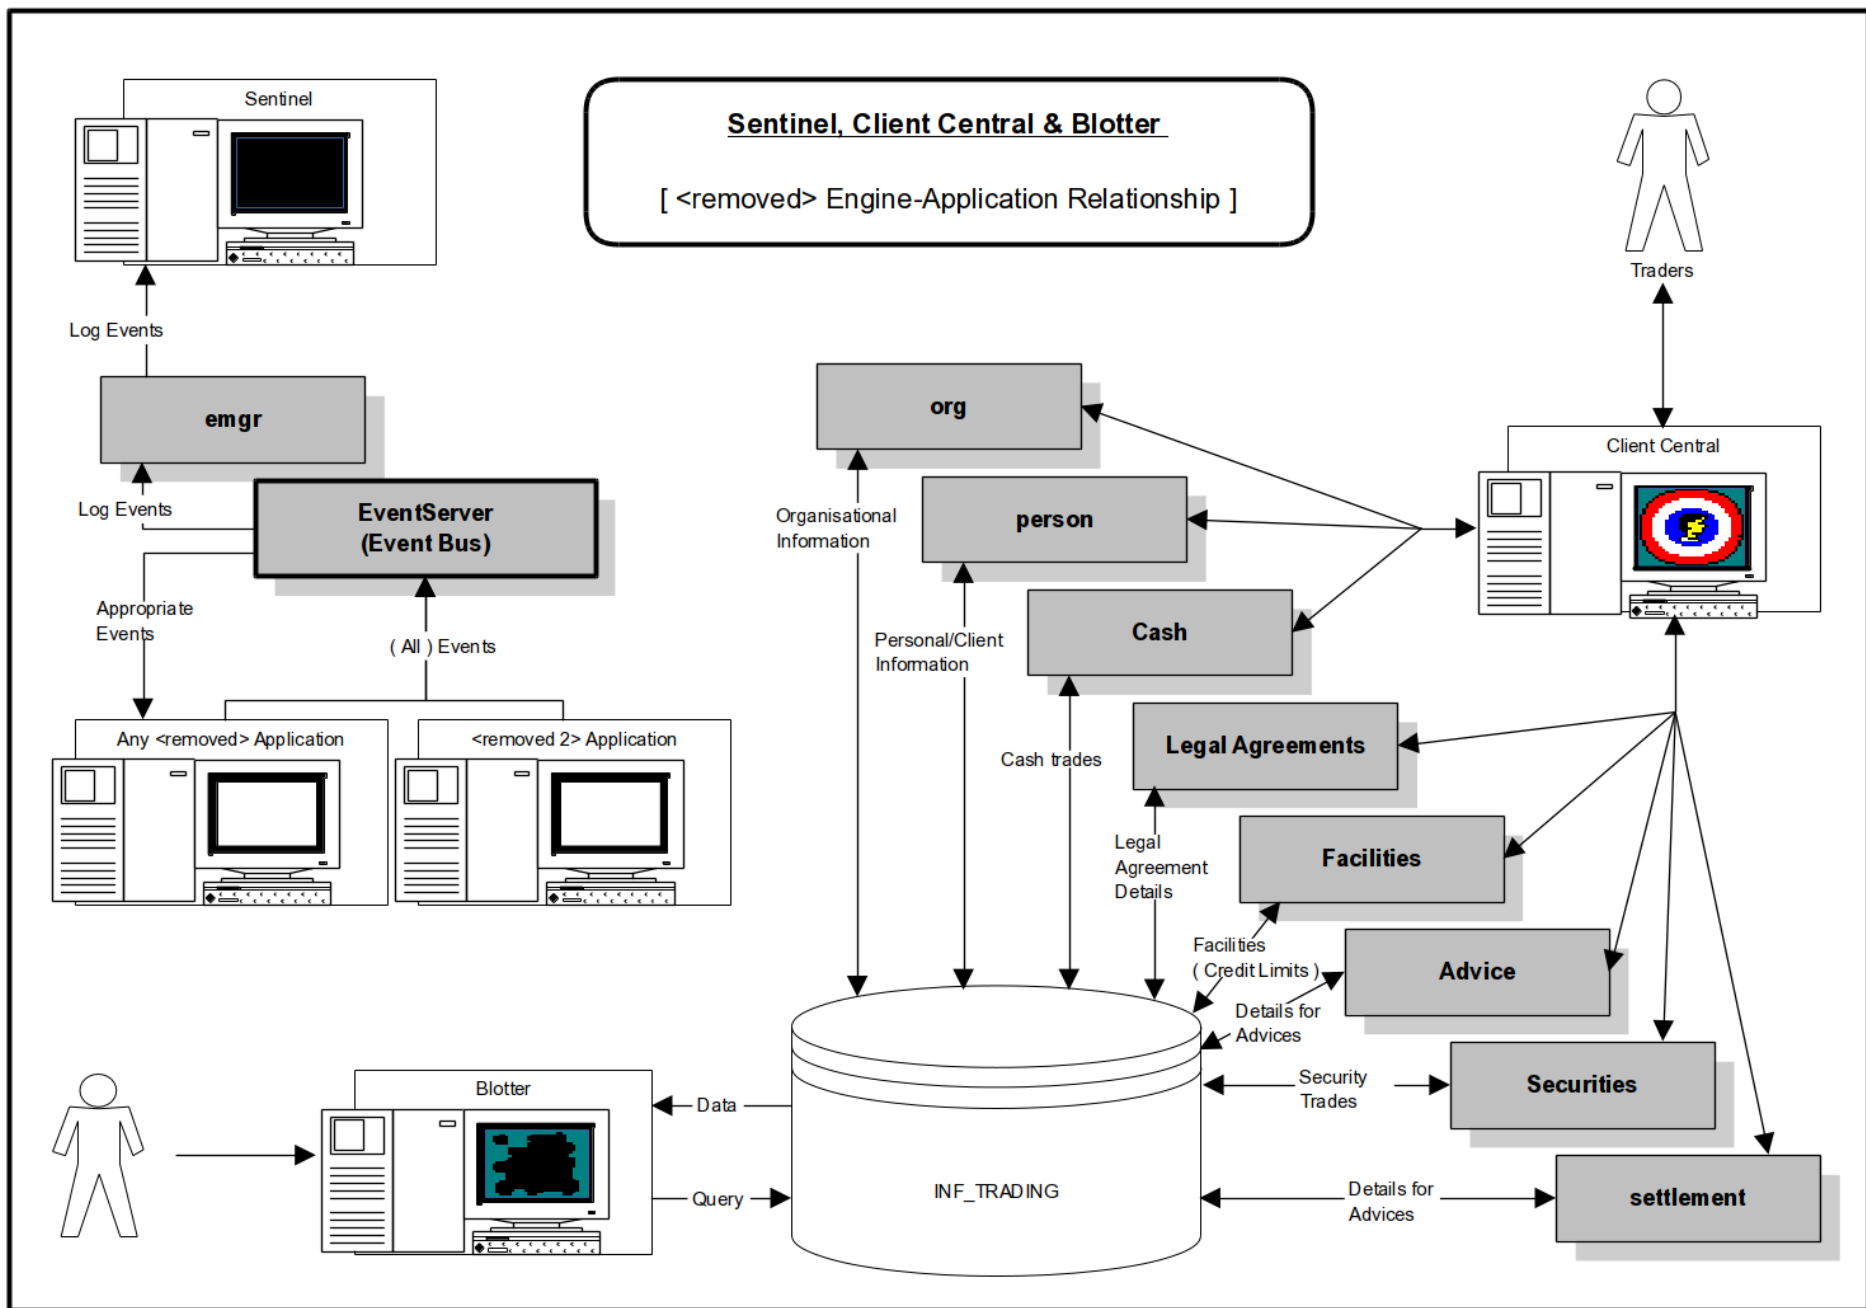 Sentinel
Sentinel, Client Central & Blotter
[ <removed> Engine-Application Relationship ]
Traders
Log Events
emgr
org
Client Central
Log Events
EventServer
(Event Bus)
Organisational
Information
person
Appropriate
Events
( All ) Events
Personal/Client
Information
Cash
Any <removed> Application
<removed 2> Application
Cash trades
Legal Agreements
Legal
Agreement
Details
Facilities
Facilities
( Credit Limits )
Advice
Details for
Advices
Blotter
Data
Security
Trades
Securities
Query
INF_TRADING
Details for
Advices
settlement